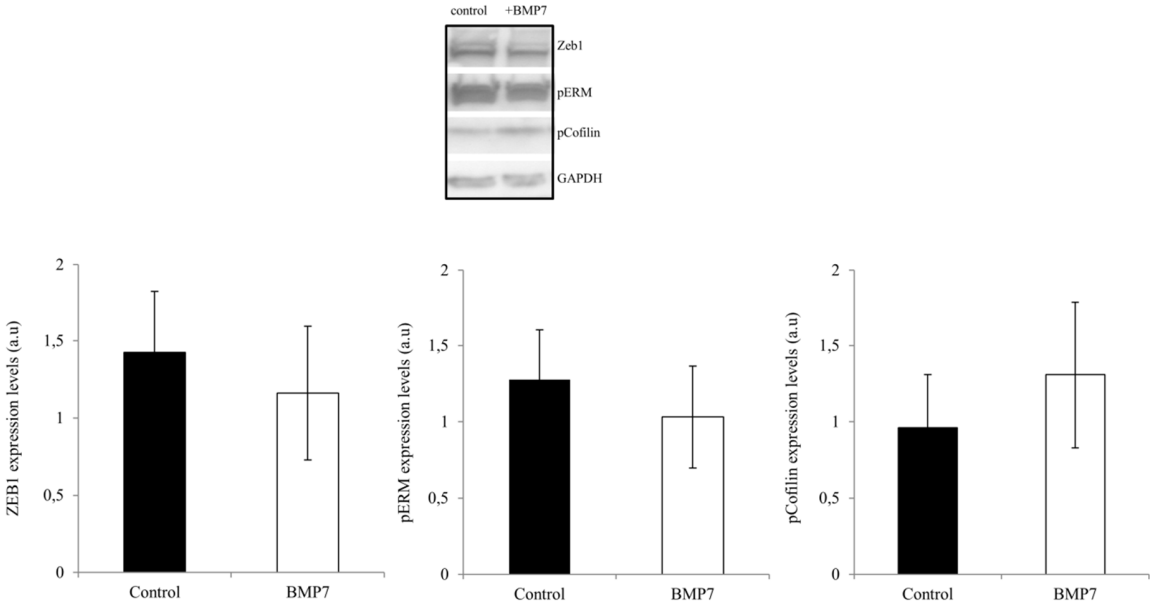 control +BMP7
Zeb1
pERM
pCofilin
GAPDH
ZEB1 expression levels (a.u)
2
1,5
1
0,5
0
Control BMP7
pERM expression levels (a.u)
2
1,5
1
0,5
0
Control BMP7
pCofilin expression levels (a.u)
2
1,5
1
0,5
0
Control BMP7